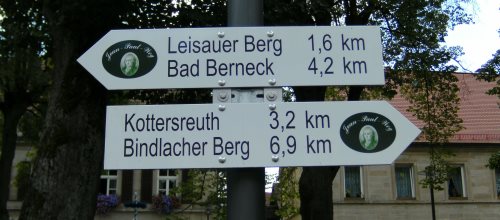 Jean Paul Weg
Leisauer Berg 1,6 km
Bad Berneck 4,2 km
Kottersreuth 3,2 km
Bindlacher Berg 6,9 km
Jean Paul Weg